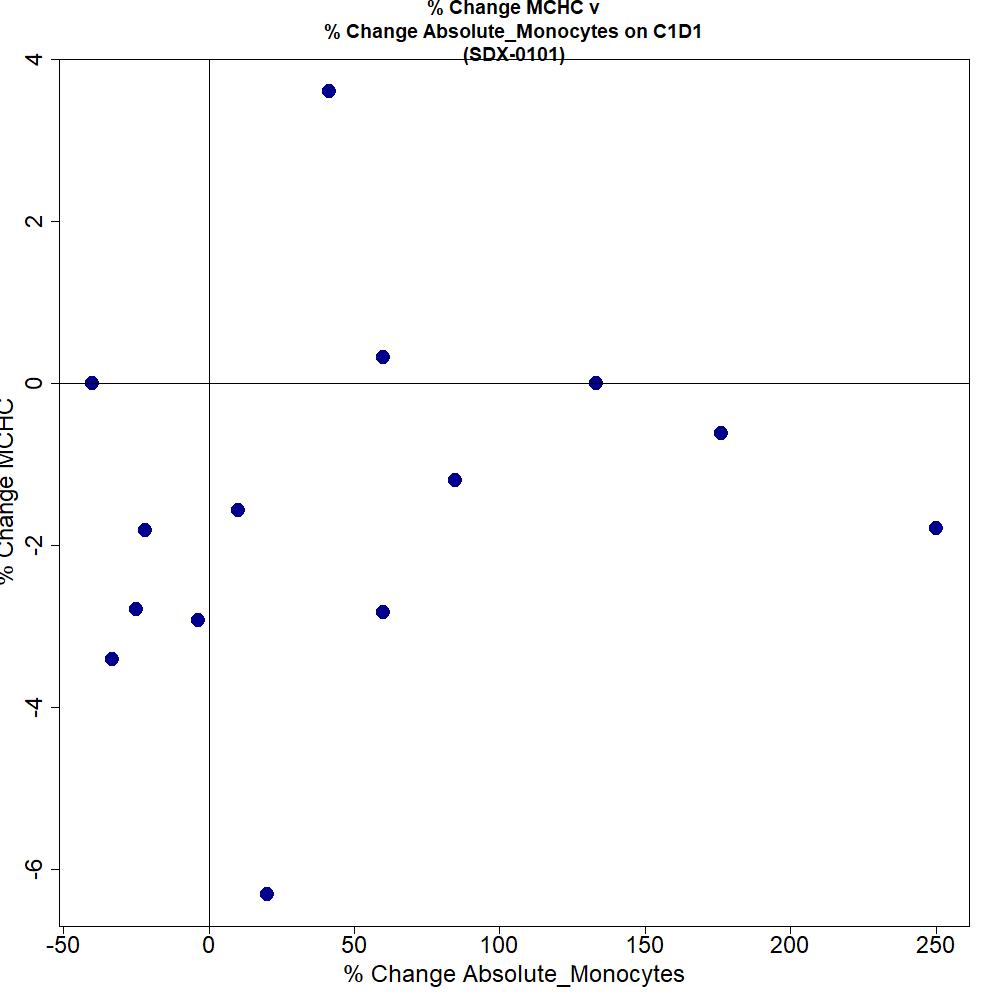 % Change MCHC v
% Change Absolute_Monocytes on C1D1
(SDX-0101)
4
2
0
-2
-4
-6
% Change MCHC
-50
0
50
100
150
200
250
% Change Absolute_Monocytes